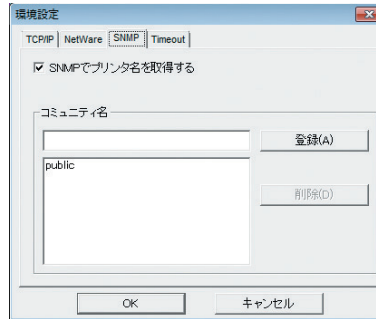 環境設定
TCP/IP NetWare SNMP Timeout
SNMPでプリンタ名を取得する
コミュニティ名
登録(A)
public
削除(D)
OK キャンセル